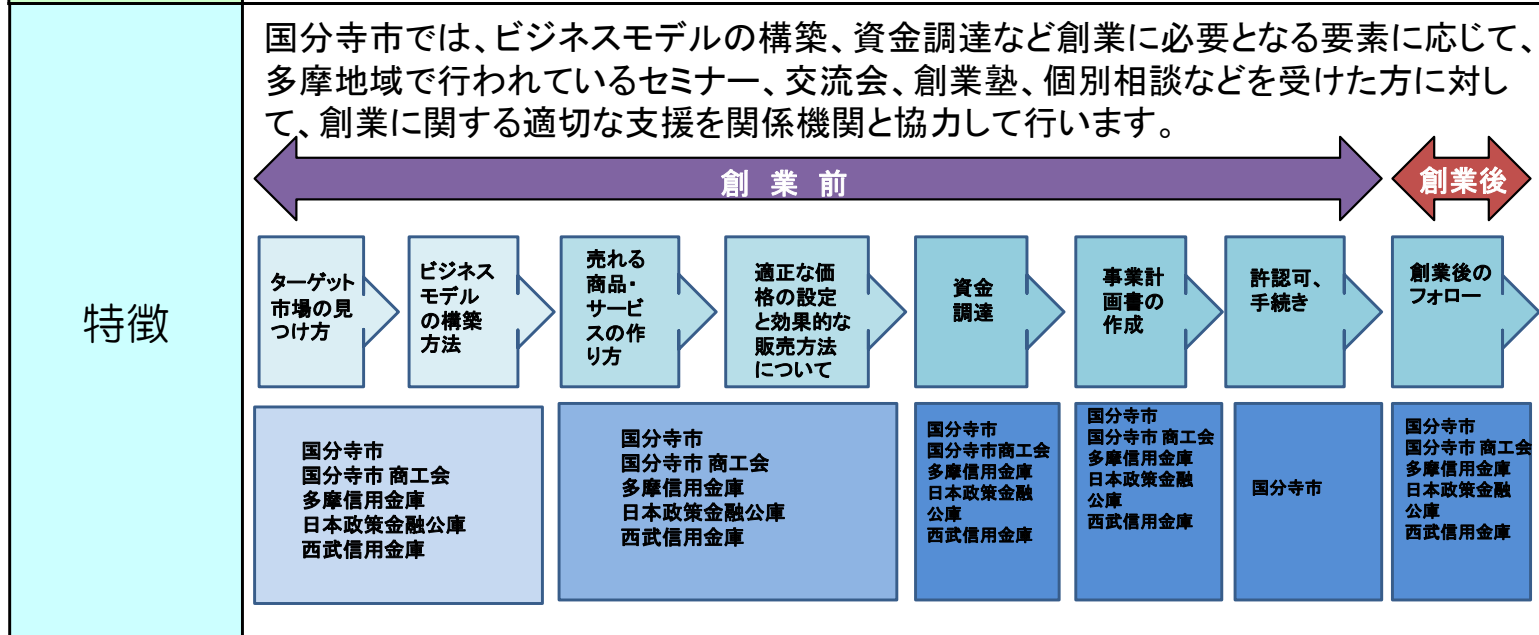 特徴
国分寺市では、ビジネスモデルの構築、資金調達など創業に必要となる要素に応じて、
多摩地域で行われているセミナー、交流会、創業塾、個別相談などを受けた方に対し
て、創業に関する適切な支援を関係機関と協力して行います。
創 業 前
創業後
ターゲット
市場の見
つけ方
ビジネス
モデル
の構築
方法
売れる
商品・
サービ
スの作
り方
適正な価
格の設定
と効果的な
販売方法
について
資金
調達
事業計
画書の
作成
許認可、
手続き
創業後の
フォロー
国分寺市
国分寺市 商工会
多摩信用金庫
日本政策金融公庫
西武信用金庫
国分寺市
国分寺市 商工会
多摩信用金庫
日本政策金融公庫
西武信用金庫
国分寺市
国分寺市商工会
多摩信用金庫
日本政策金融
公庫
西武信用金庫
国分寺市
国分寺市 商工会
多摩信用金庫
日本政策金融
公庫
西武信用金庫
国分寺市
国分寺市
国分寺市 商工会
多摩信用金庫
日本政策金融
公庫
西武信用金庫